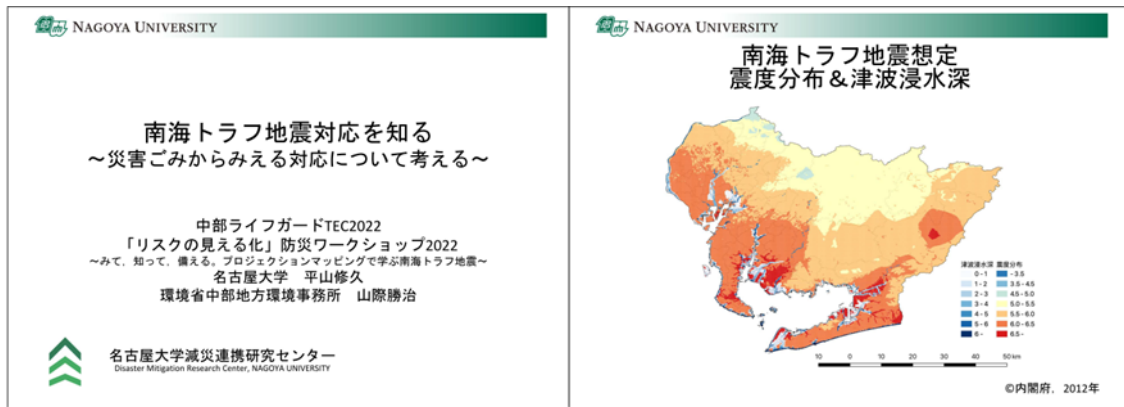 NAGOYA UNIVERSITY
南海トラフ地震対応を知る
～災害ごみからみえる対応について考える～
中部ライフガードTEC2022
「リスクの見える化」防災ワークショップ2022
～みて，知って，備える。プロジェクションマッピングで学ぶ南海トラフ地震～
名古屋大学　平山修久
環境省中部地方環境事務所　山際勝治
名古屋大学減災連携研究センター
Disaster Mitigation Research Center, NAGOYA UNIVERSITY
NAGOYA UNIVERSITY
南海トラフ地震想定
震度分布＆津波浸水深
津波浸水深 震度分布
0 - 1 - 3.5
1 - 2 3.5-4.5
2 - 3 4.5-5.0
3 - 4 5.0-5.5
4 - 5 5.5-6.0
5 - 6 6.0-6.5
6 - 6.5-
10 0 10 20 30 40 50 km
©内閣府．2012年